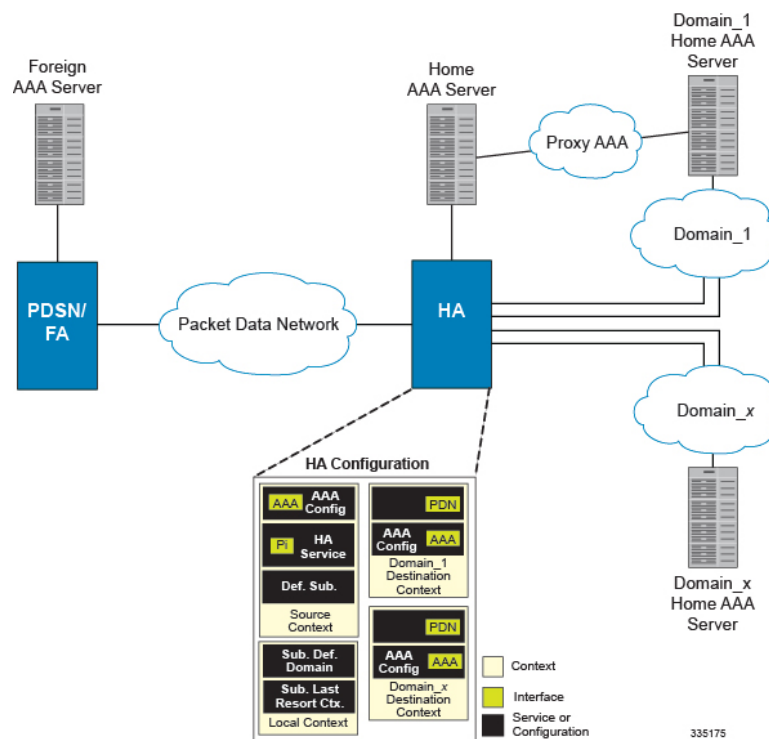 Domain_1
Home AAA
Server
Foreign
AAA Server
Home
AAA Server
Proxy AAA
Domain_1
PDSN/
FA
Packet Data Network
HA
Domain_x
HA Configuration
AAA
AAA
Config
Pi
HA
Service
Def. Sub.
Source
Context
PDN
AAA
Config
AAA
Domain_1
Destination
Context
Sub. Def.
Domain
Sub. Last
Resort Ctx.
Local Context
PDN
AAA
Config
AAA
Domain_x
Destination
Context
Domain_x
Home AAA
Server
Context
Interface
Service or
Configuration
335175